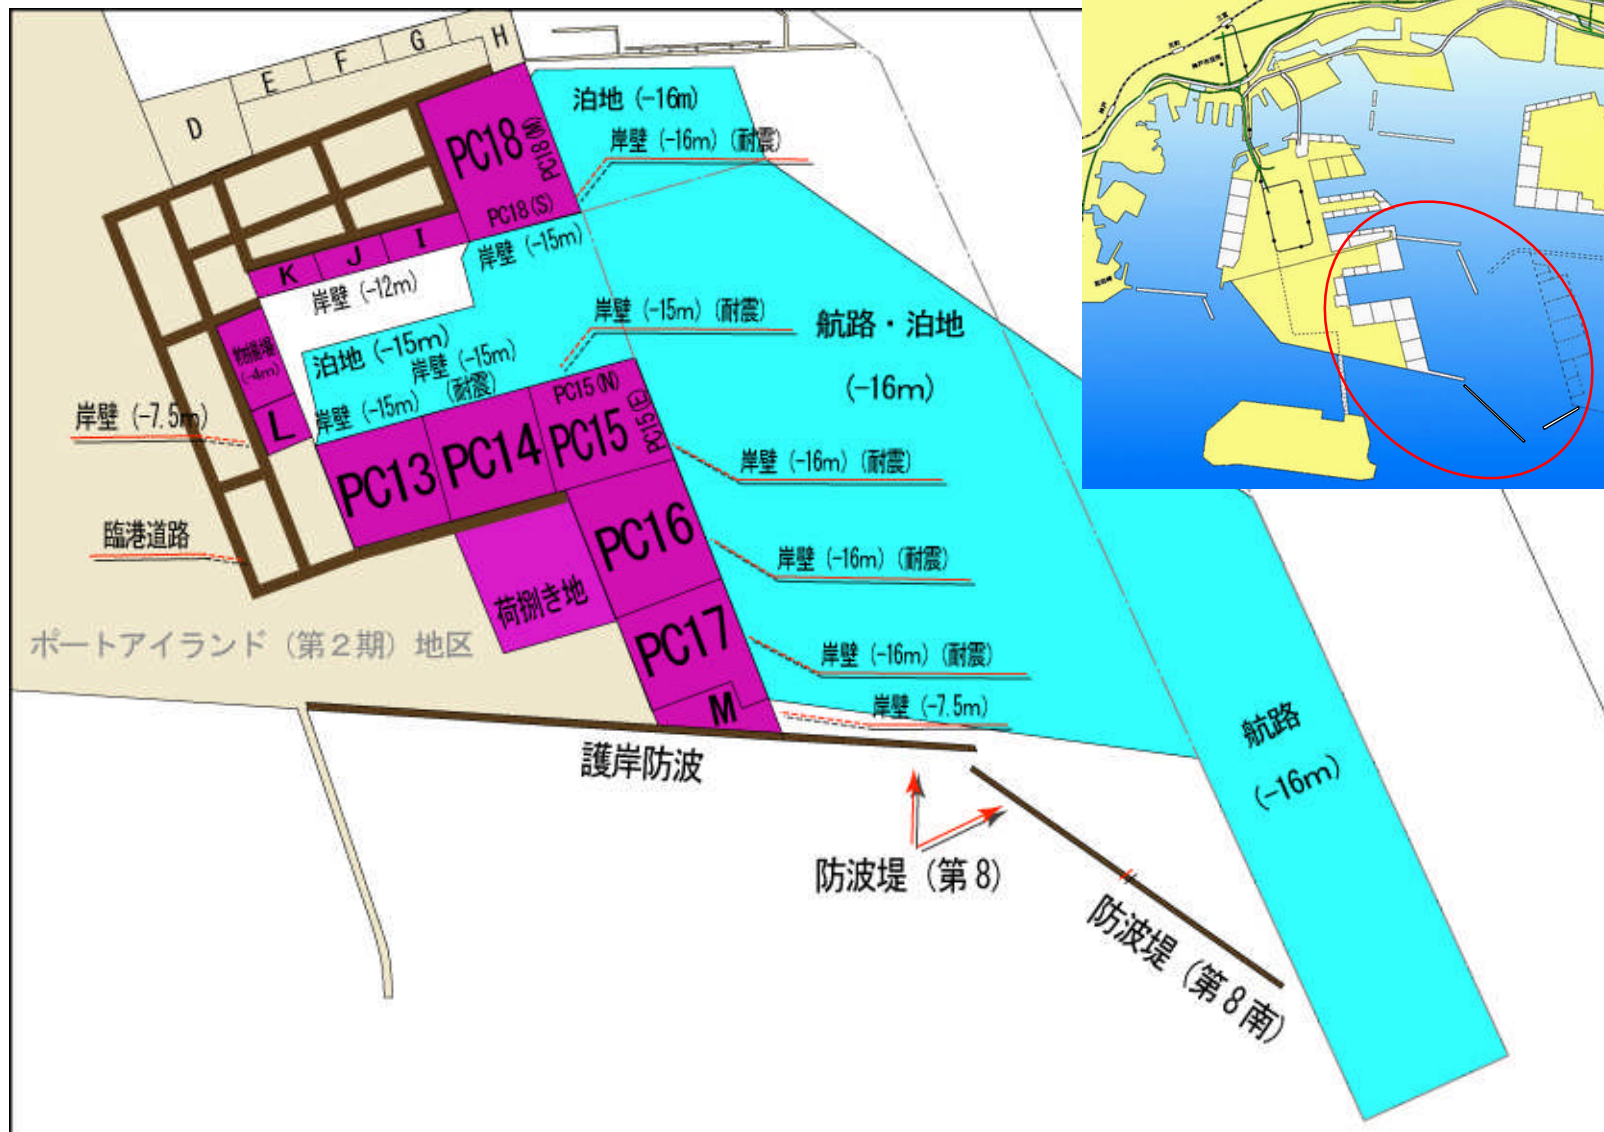 D
E
F
G
H
泊地 (-16m)
岸壁 (-16m) (耐震)
PC18
PC18(M)
PC18(S)
岸壁 (-15m)
I
J
K
岸壁 (-12m)
岸壁 (-15m) (耐震)
航路・泊地
(-16m)
物揚場
(-4m)
泊地 (-15m)
岸壁 (-15m)
(耐震)
岸壁 (-15m)
岸壁 (-7.5m)
L
PC13
PC14
PC15
PC15(N)
PC15(E)
岸壁 (-16m) (耐震)
臨港道路
PC16
岸壁 (-16m) (耐震)
荷捌き地
ポートアイランド (第2期) 地区
PC17
岸壁 (-16m) (耐震)
M
岸壁 (-7.5m)
護岸防波
航路
(-16m)
防波堤 (第8)
防波堤 (第8南)